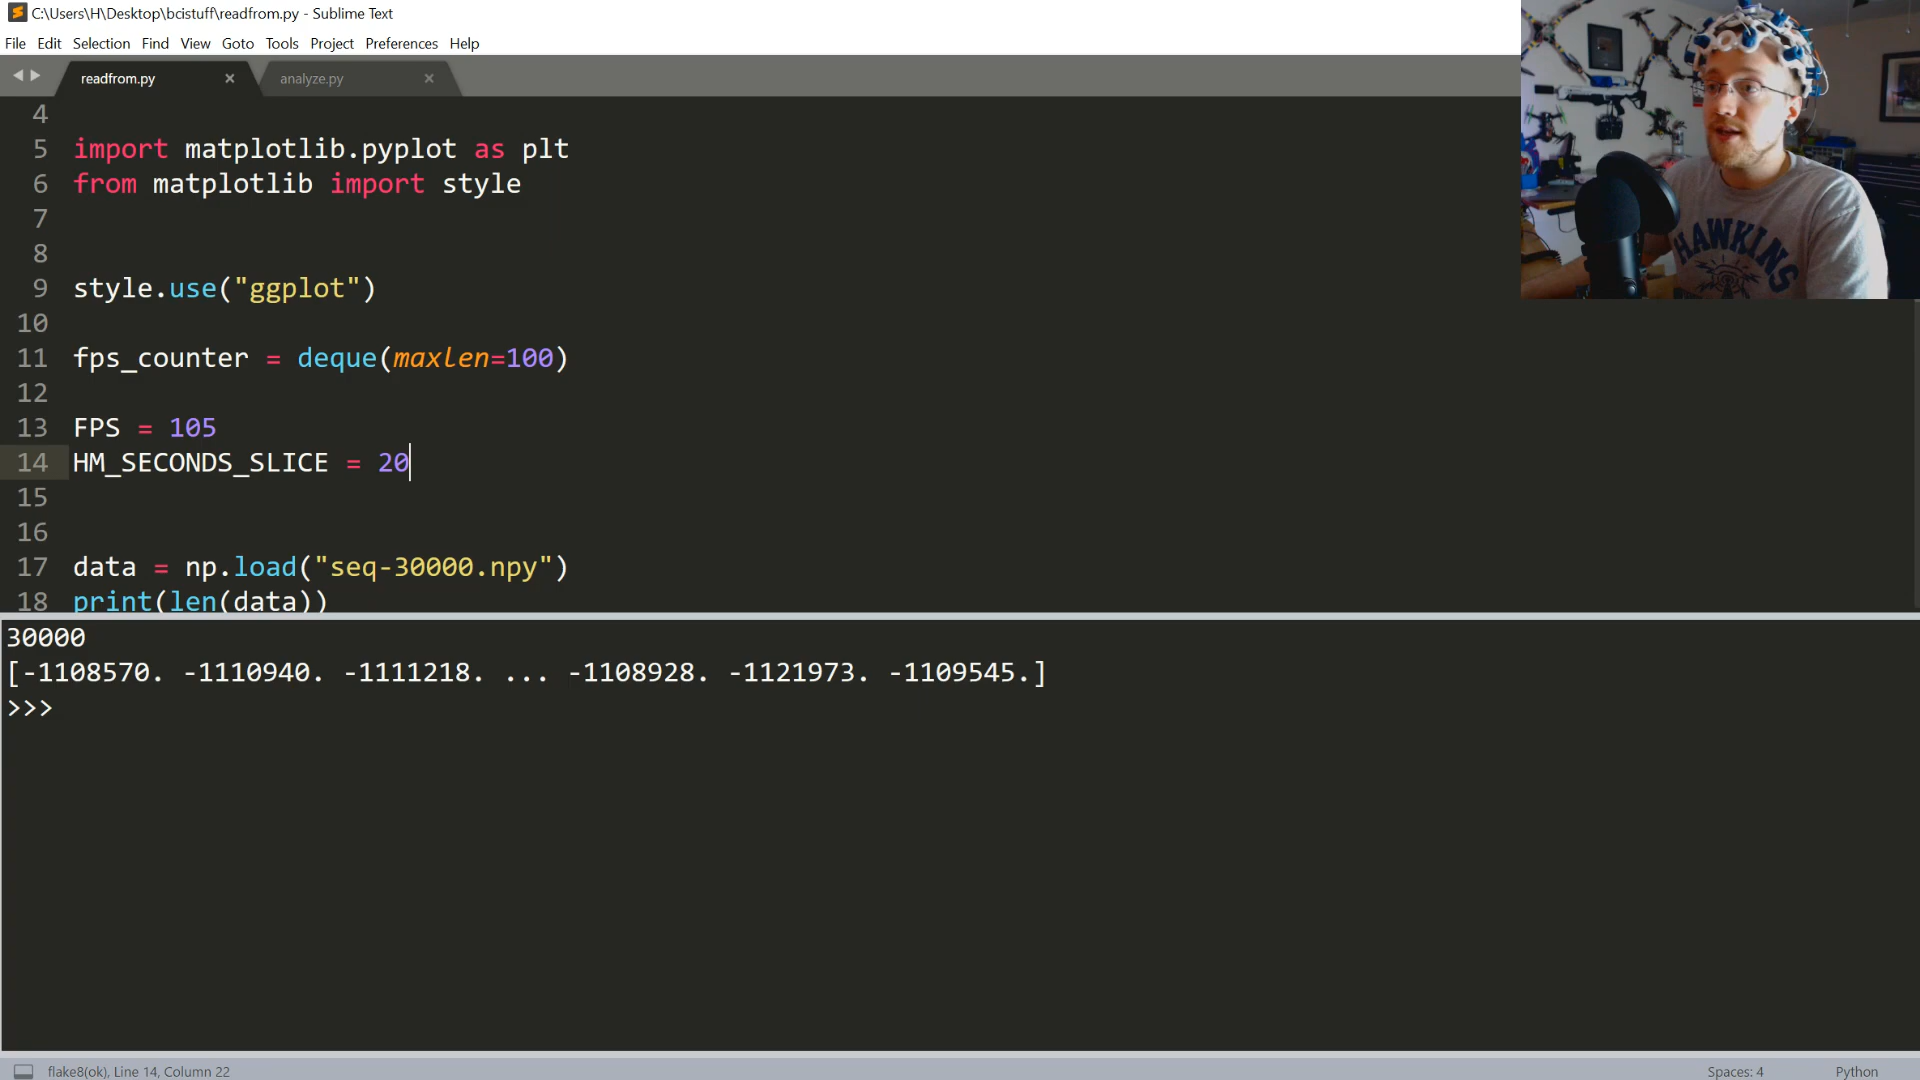 C:\Users\H\Desktop\bcistuff\readfrom.py - Sublime Text
File Edit Selection Find View Goto Tools Project Preferences Help
readfrom.py × analyze.py ×
4
5 import matplotlib.pyplot as plt
6 from matplotlib import style
7
8
9 style.use("ggplot")
10
11 fps_counter = deque(maxlen=100)
12
13 FPS = 105
14 HM_SECONDS_SLICE = 20
15
16
17 data = np.load("seq-30000.npy")
18 print(len(data))
30000
[-1108570. -1110940. -1111218. ... -1108928. -1121973. -1109545.]
>>>
HAWKINS
flake8(ok), Line 14, Column 22
Spaces: 4 Python